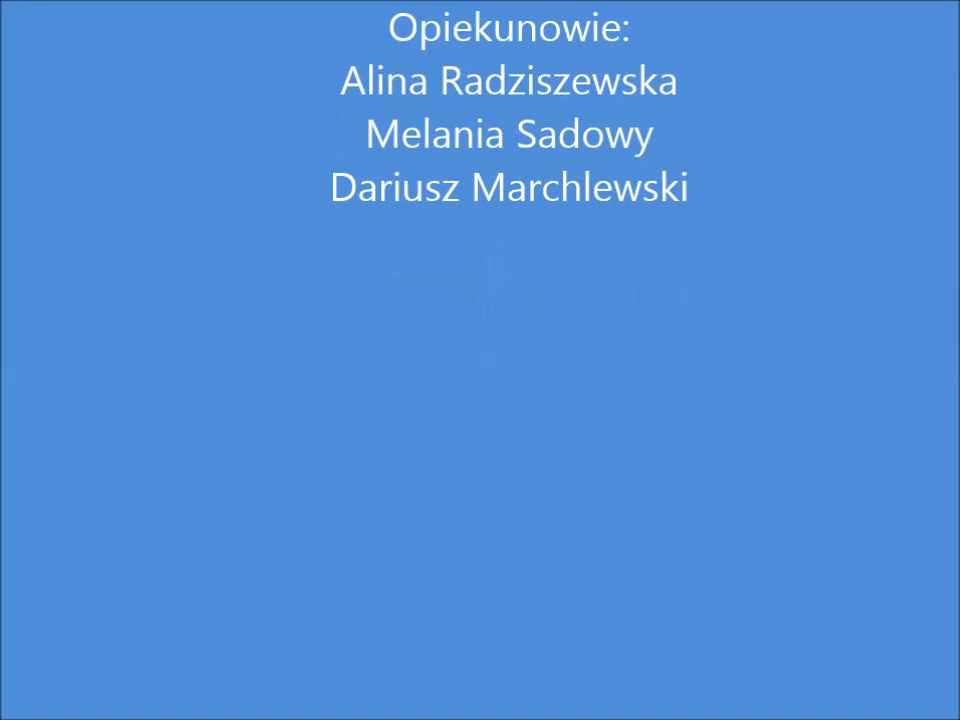 Opiekunowie:
Alina Radziszewska
Melania Sadowy
Dariusz Marchlewski